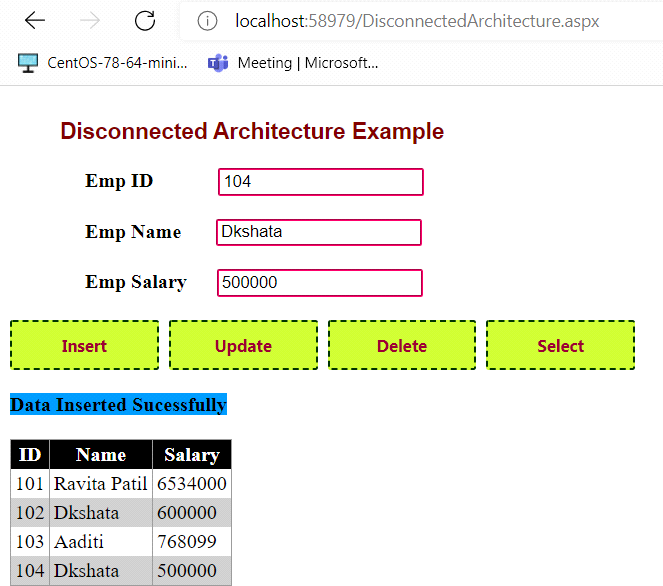 localhost:58979/DisconnectedArchitecture.aspx
CentOS-78-64-mini... Meeting | Microsoft...
Disconnected Architecture Example
Emp ID 104
Emp Name Dkshata
Emp Salary 500000
Insert Update Delete Select
Data Inserted Sucessfully
ID Name Salary
101 Ravita Patil 6534000
102 Dkshata 600000
103 Aaditi 768099
104 Dkshata 500000